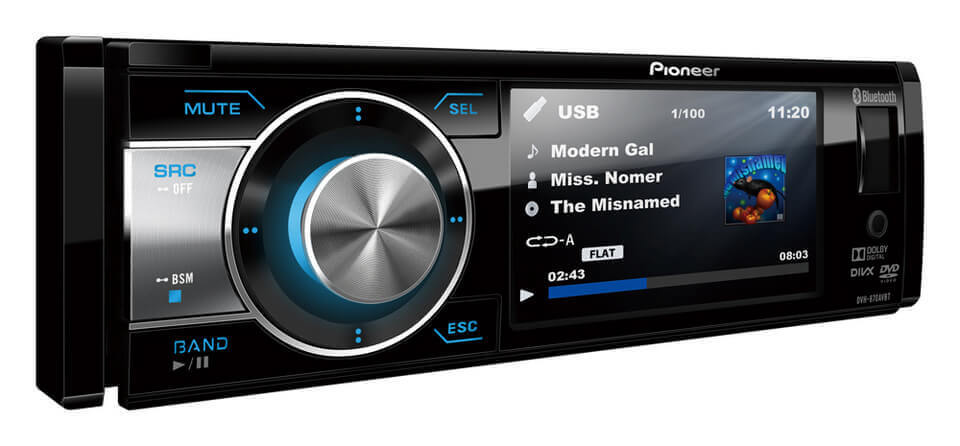 Pioneer
MUTE
SEL
SRC
OFF
BSM
BAND
ESC
USB
1/100
11:20
Modern Gal
Miss. Nomer
The Misnamed
-A
FLAT
02:43
08:03
Bluetooth
DOLBY
DIGITAL
DIVX
DVD
VIDEO
DVH-870AVBT